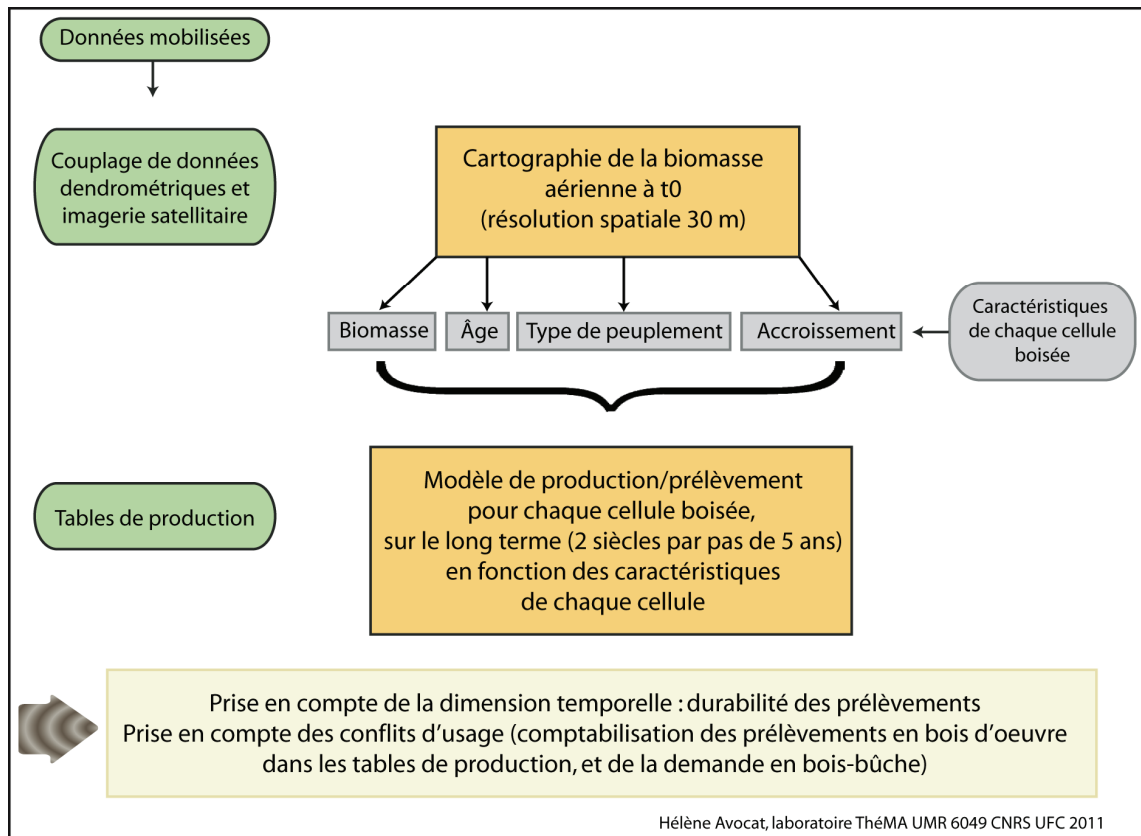 Données mobilisées
Couplage de données
dendrométriques et
imagerie satellitaire
Cartographie de la biomasse
aérienne à t0
(résolution spatiale 30 m)
Biomasse
Âge
Type de peuplement
Accroissement
Caractéristiques
de chaque cellule
boisée
Tables de production
Modèle de production/prélèvement
pour chaque cellule boisée,
sur le long terme (2 siècles par pas de 5 ans)
en fonction des caractéristiques
de chaque cellule
Prise en compte de la dimension temporelle : durabilité des prélèvements
Prise en compte des conflits d'usage (comptabilisation des prélèvements en bois d'oeuvre
dans les tables de production, et de la demande en bois-bûche)
Hélène Avocat, laboratoire ThéMA UMR 6049 CNRS UFC 2011